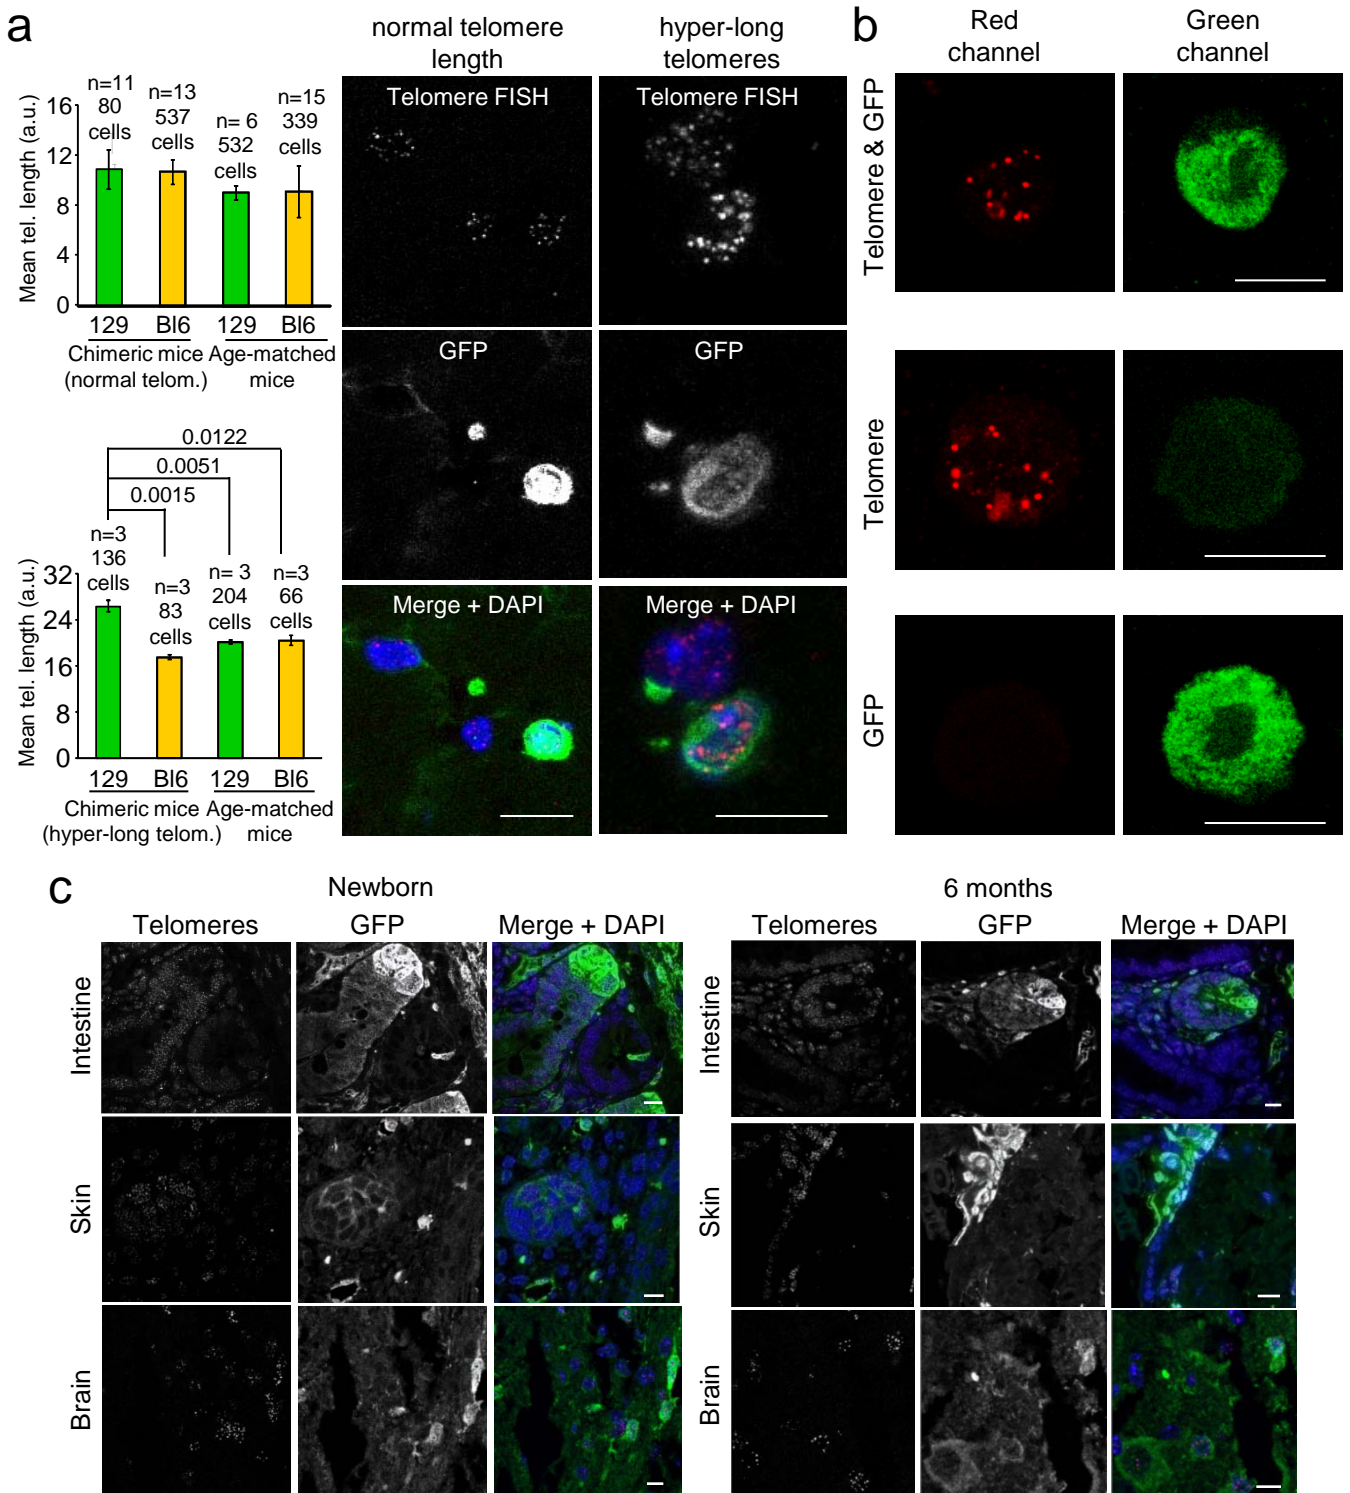 a
normal telomere
length
hyper-long
telomeres
Mean tel. length (a.u.)
16
12
8
4
0
n=11
80
cells
n=13
537
cells
n= 6
532
cells
n=15
339
cells
129
Bl6
129
Bl6
Chimeric mice
(normal telom.)
Age-matched
mice
0.0122
0.0051
0.0015
Mean tel. length (a.u.)
32
24
16
8
0
n=3
136
cells
n=3
83
cells
n= 3
204
cells
n=3
66
cells
129
Bl6
129
Bl6
Chimeric mice
(hyper-long telom.)
Age-matched
mice
Telomere FISH
Telomere FISH
GFP
GFP
Merge + DAPI
Merge + DAPI
b
Red
channel
Green
channel
Telomere & GFP
Telomere
GFP
c
Newborn
Telomeres
GFP
Merge + DAPI
Intestine
Skin
Brain
6 months
Telomeres
GFP
Merge + DAPI
Intestine
Skin
Brain